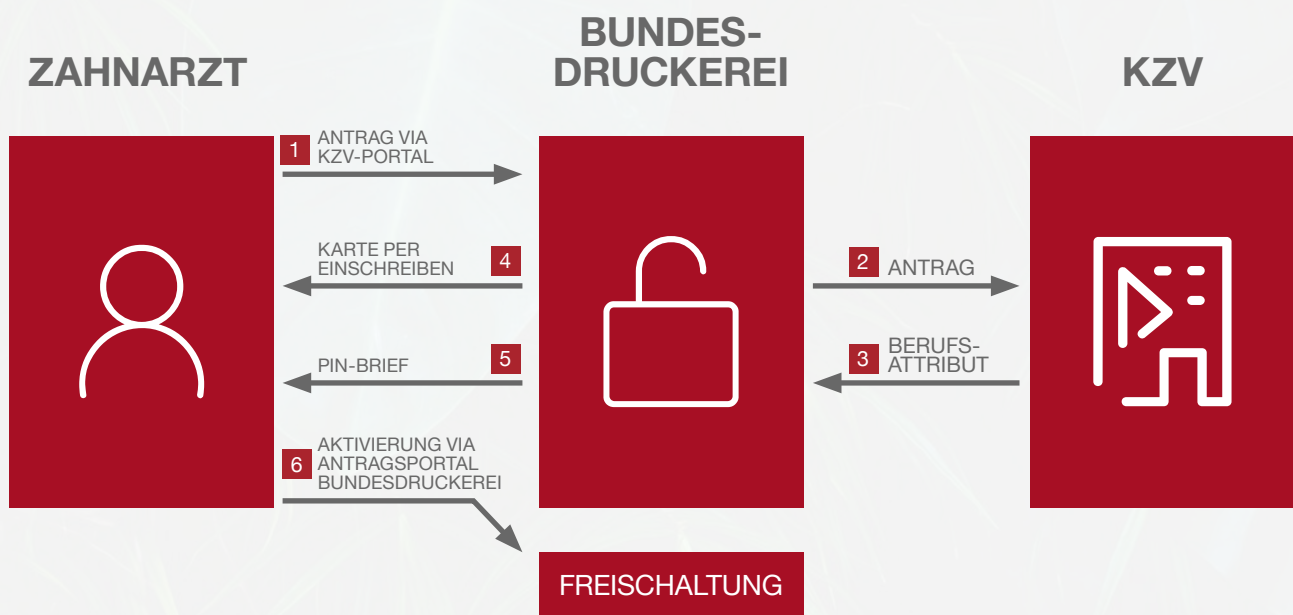 ZAHNARZT
BUNDES-
DRUCKEREI
KZV
1
ANTRAG VIA
KZV-PORTAL
KARTE PER
EINSCHREIBEN
4
2
ANTRAG
PIN-BRIEF
5
3
BERUFS-
ATTRIBUT
6
AKTIVIERUNG VIA
ANTRAGSPORTAL
BUNDESDRUCKEREI
FREISCHALTUNG